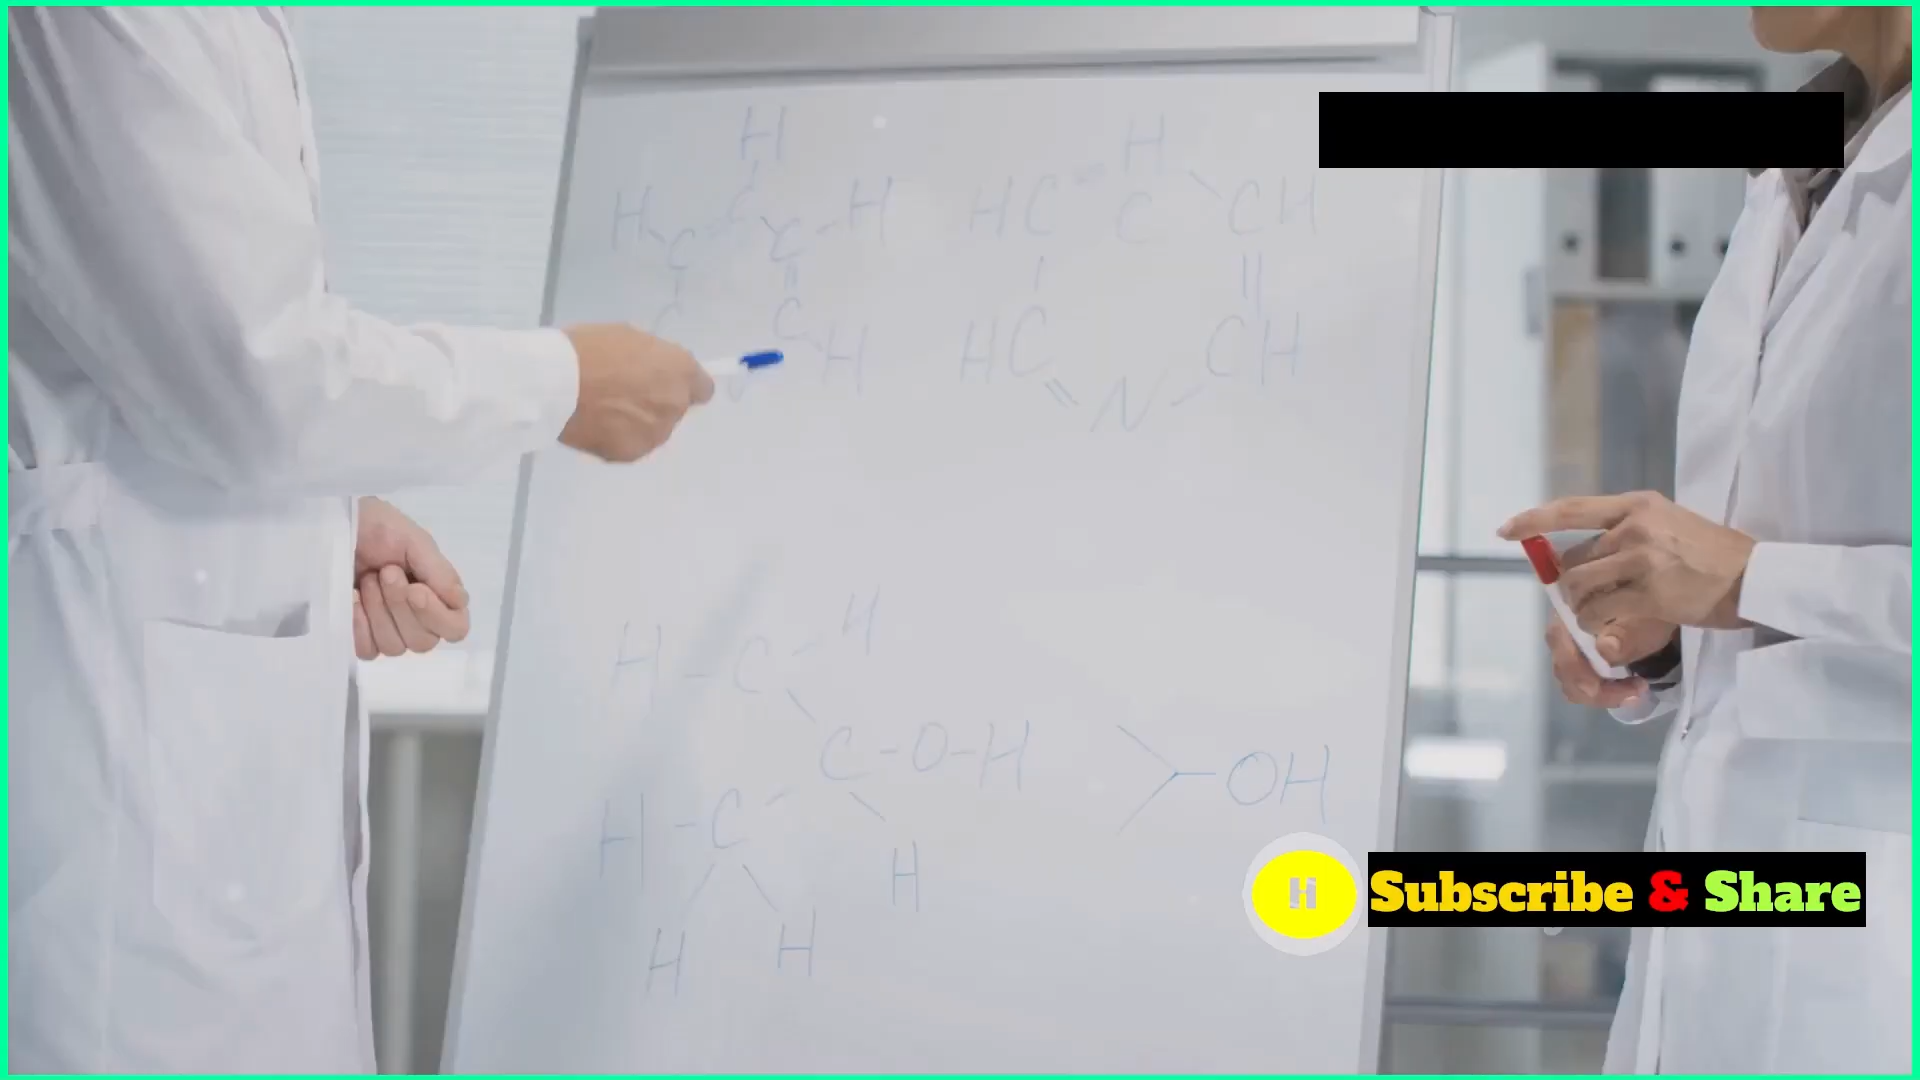 H H
H C C H HC C CH
C C
H HC CH
N
H
H - C
C - O - H
OH
H - C
H
H H
H
Subscribe & Share